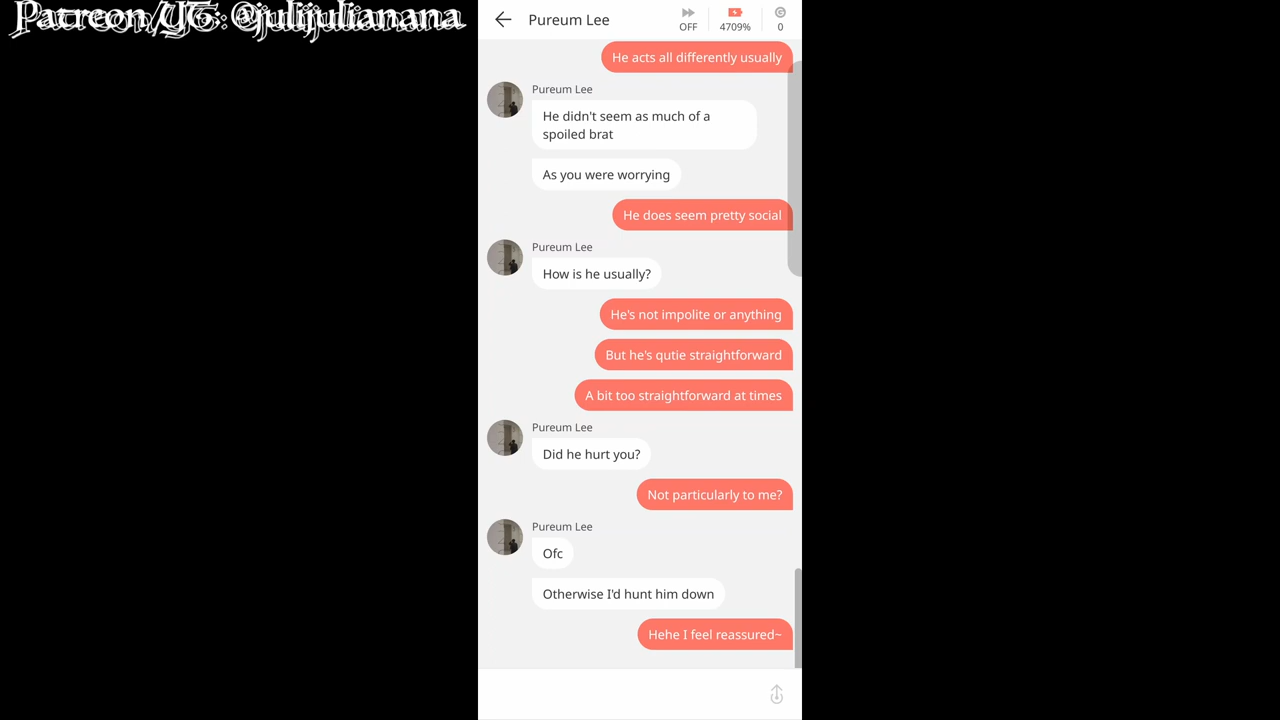 Patreon/YT: @julijulianana
Pureum Lee
OFF
4709%
0
He acts all differently usually
Pureum Lee
He didn't seem as much of a
spoiled brat
As you were worrying
He does seem pretty social
Pureum Lee
How is he usually?
He's not impolite or anything
But he's qutie straightforward
A bit too straightforward at times
Pureum Lee
Did he hurt you?
Not particularly to me?
Pureum Lee
Ofc
Otherwise I'd hunt him down
Hehe I feel reassured~